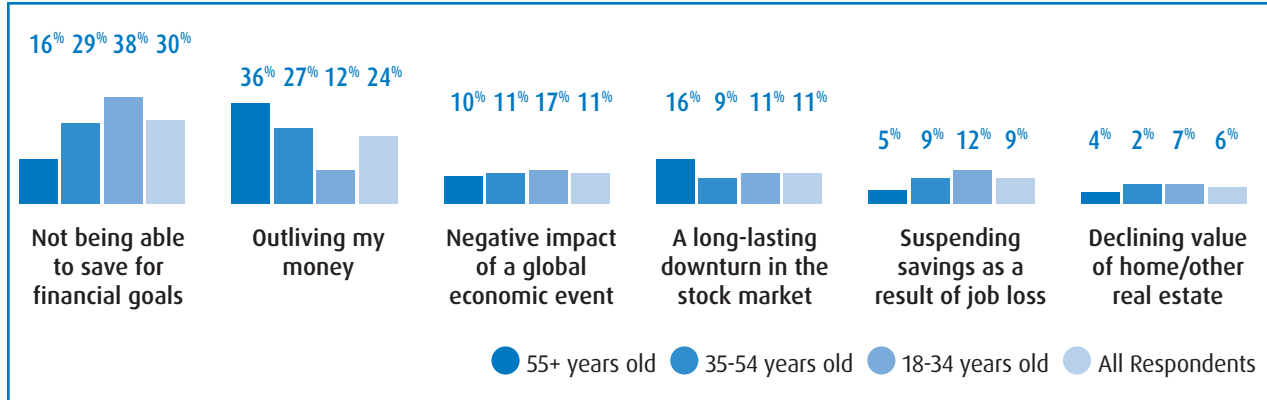 16% 29% 38% 30%
36% 27% 12% 24%
10% 11% 17% 11%
16% 9% 11% 11%
5% 9% 12% 9%
4% 2% 7% 6%
Not being able
to save for
financial goals
Outliving my
money
Negative impact
of a global
economic event
A long-lasting
downturn in the
stock market
Suspending
savings as a
result of job loss
Declining value
of home/other
real estate
55+ years old 35-54 years old 18-34 years old All Respondents